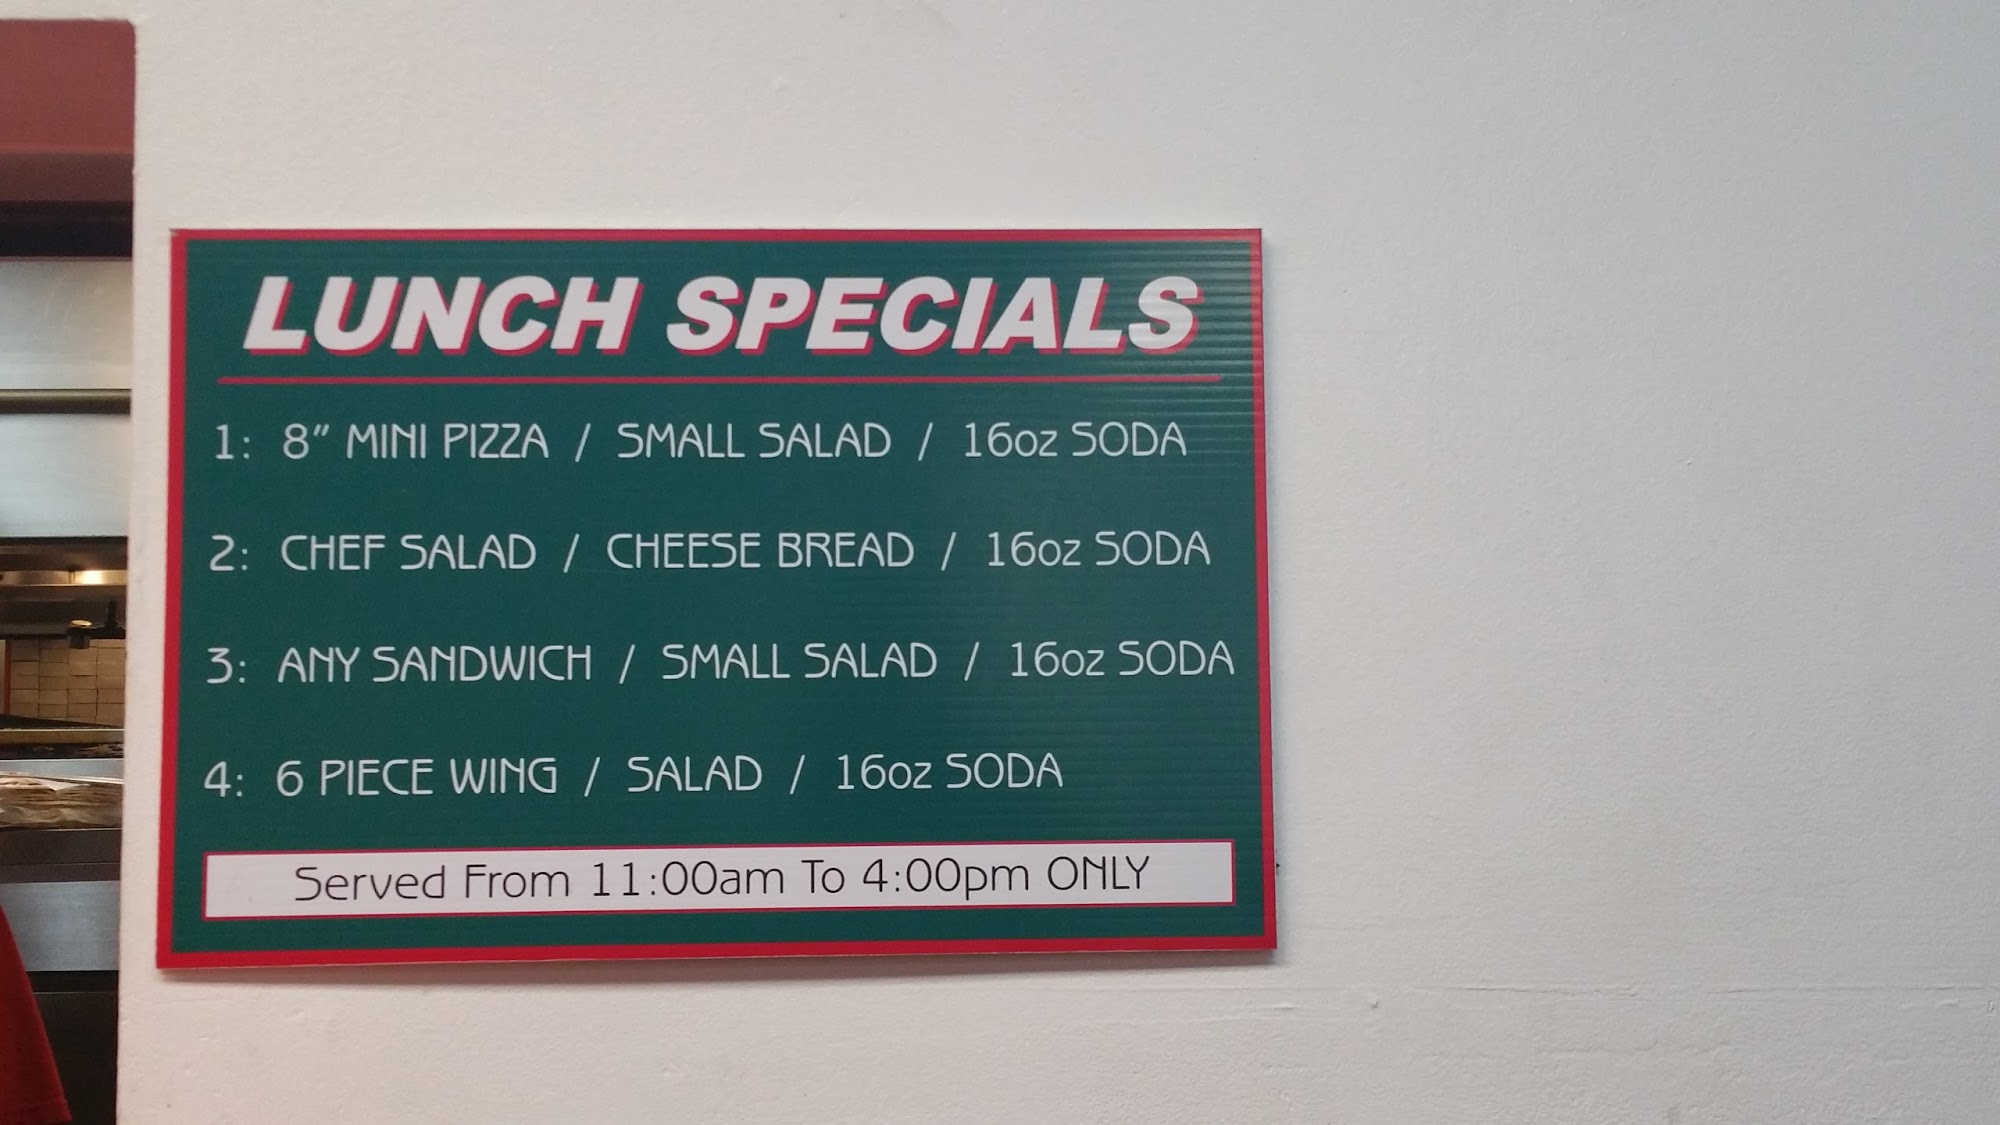 LUNCH SPECIALS
1: 8" MINI PIZZA / SMALL SALAD / 16oz SODA
2: CHEF SALAD / CHEESE BREAD / 16oz SODA
3: ANY SANDWICH / SMALL SALAD / 16oz SODA
4: 6 PIECE WING / SALAD / 16oz SODA
Served From 11:00am To 4:00pm ONLY